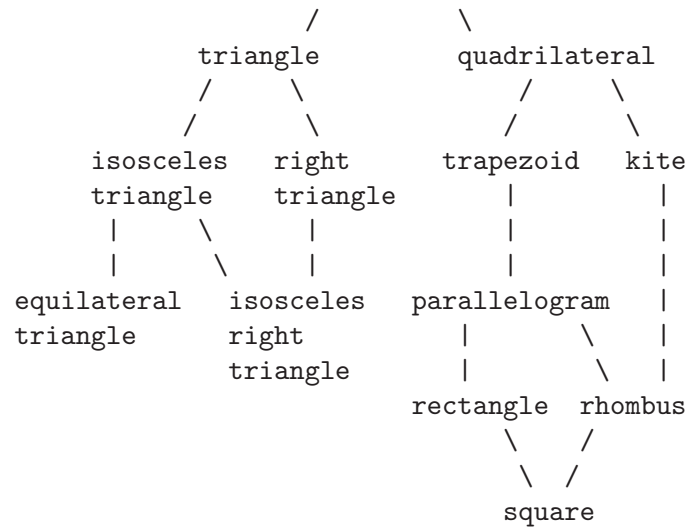 triangle quadrilateral
isosceles right trapezoid kite
triangle triangle
equilateral isosceles parallelogram
triangle right
triangle
rectangle rhombus
square